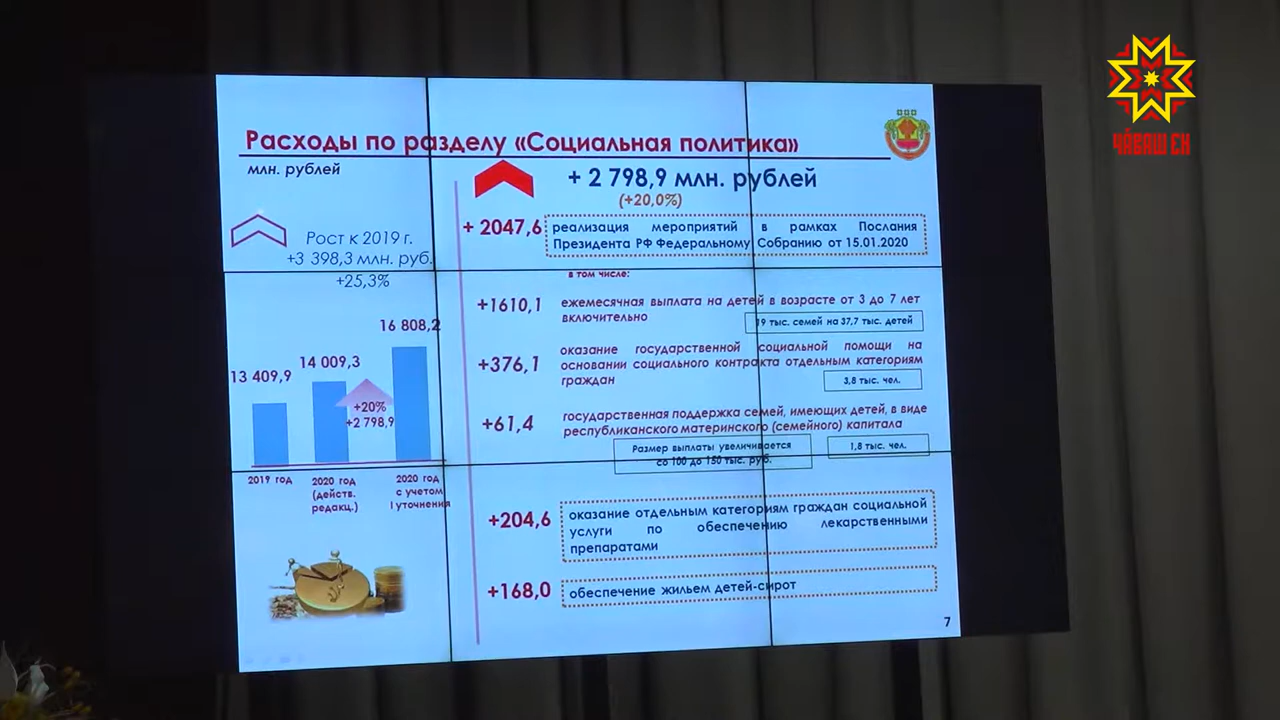 ЧӐВАШ ЕН
Расходы по разделу «Социальная политика»
млн. рублей
Рост к 2019 г.
+3 398,3 млн. руб.
+25,3%
13 409,9
14 009,3
16 808,2
+20%
+2 798,9
2019 год
2020 год
(действ.
редакц.)
2020 год
с учетом
I уточнения
+ 2 798,9 млн. рублей
(+20,0%)
+ 2047,6
реализация мероприятий в рамках Послания
Президента РФ Федеральному Собранию от 15.01.2020
в том числе:
+1610,1
ежемесячная выплата на детей в возрасте от 3 до 7 лет
включительно
19 тыс. семей на 37,7 тыс. детей
+376,1
оказание государственной социальной помощи на
основании социального контракта отдельным категориям
граждан
3,8 тыс. чел.
+61,4
государственная поддержка семей, имеющих детей, в виде
республиканского материнского (семейного) капитала
Размер выплаты увеличивается
со 100 до 150 тыс. руб.
1,8 тыс. чел.
+204,6
оказание отдельным категориям граждан социальной
услуги по обеспечению лекарственными
препаратами
+168,0
обеспечение жильем детей-сирот
7